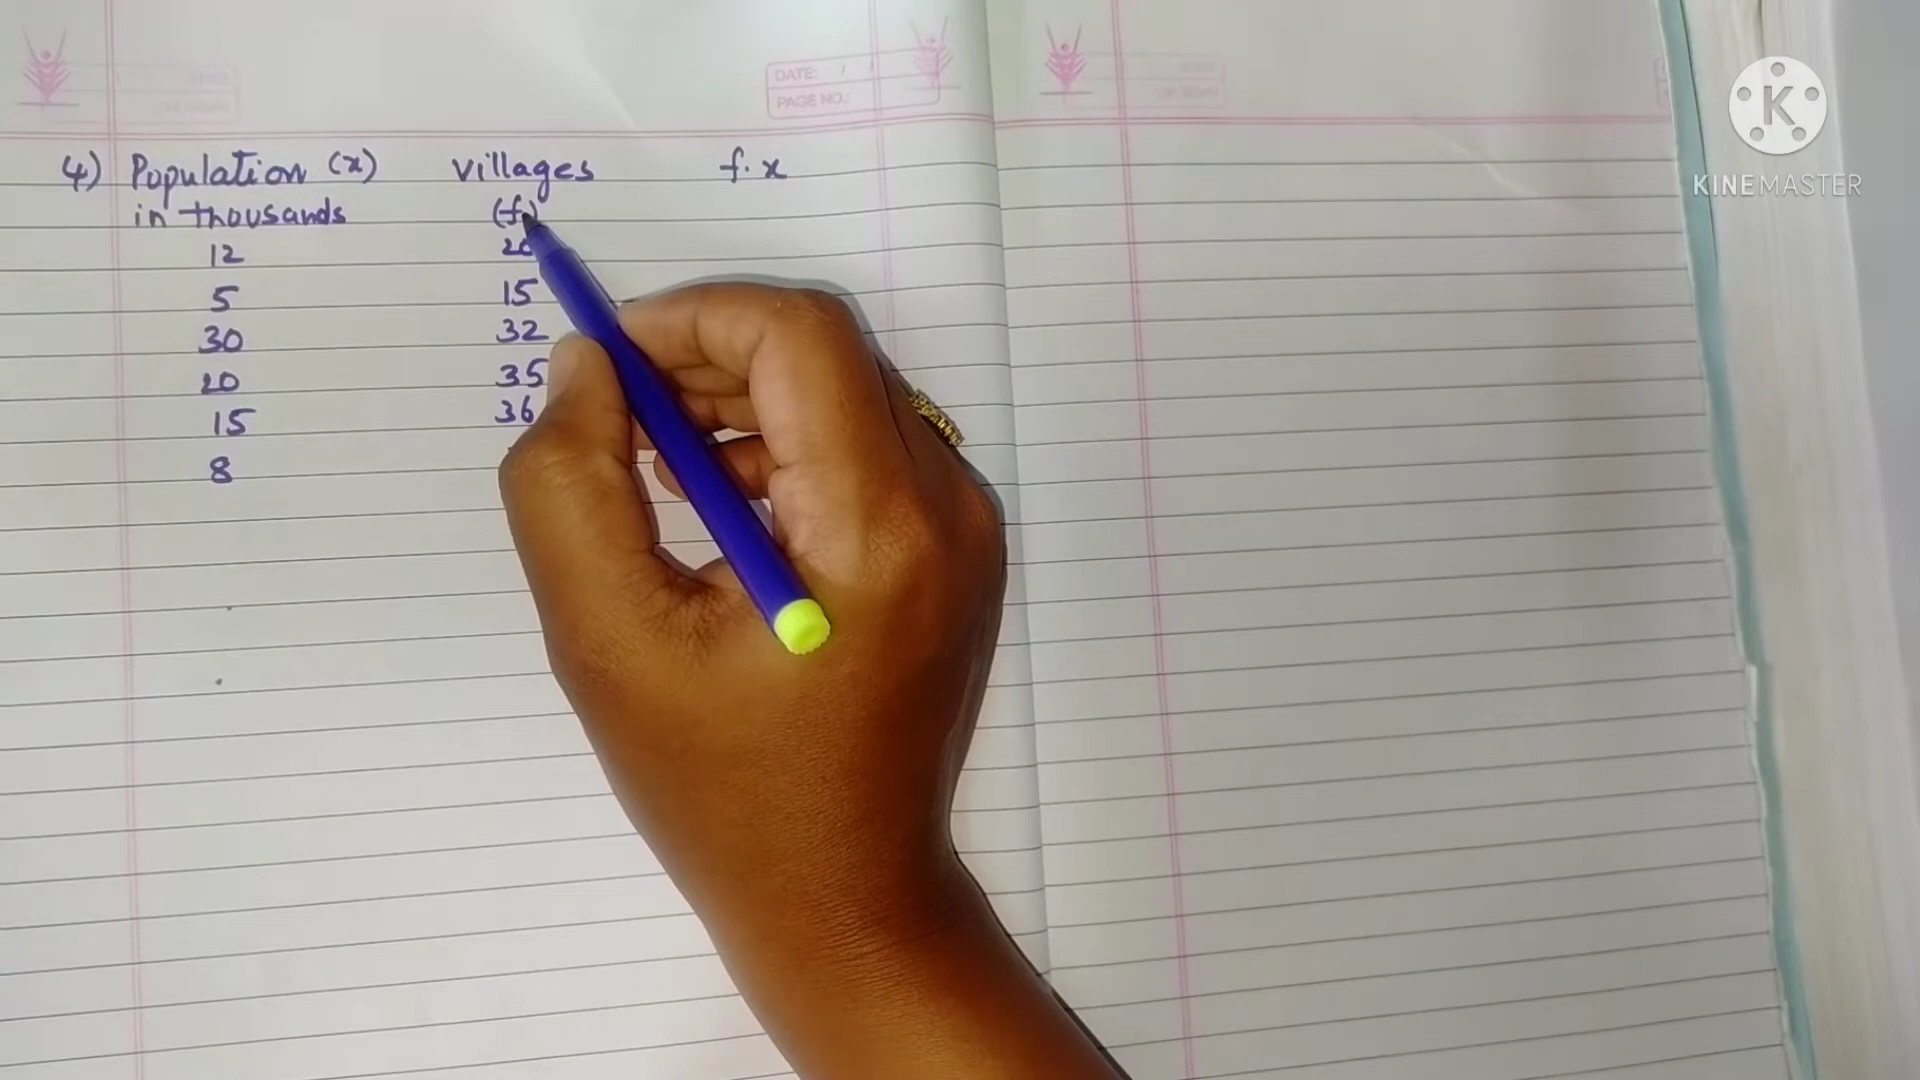 DATE: / /
PAGE NO.:
K
KINEMASTER
4) Population (x) villages f.x
in thousands (f)
12 20
5 15
30 32
20 35
15 36
8